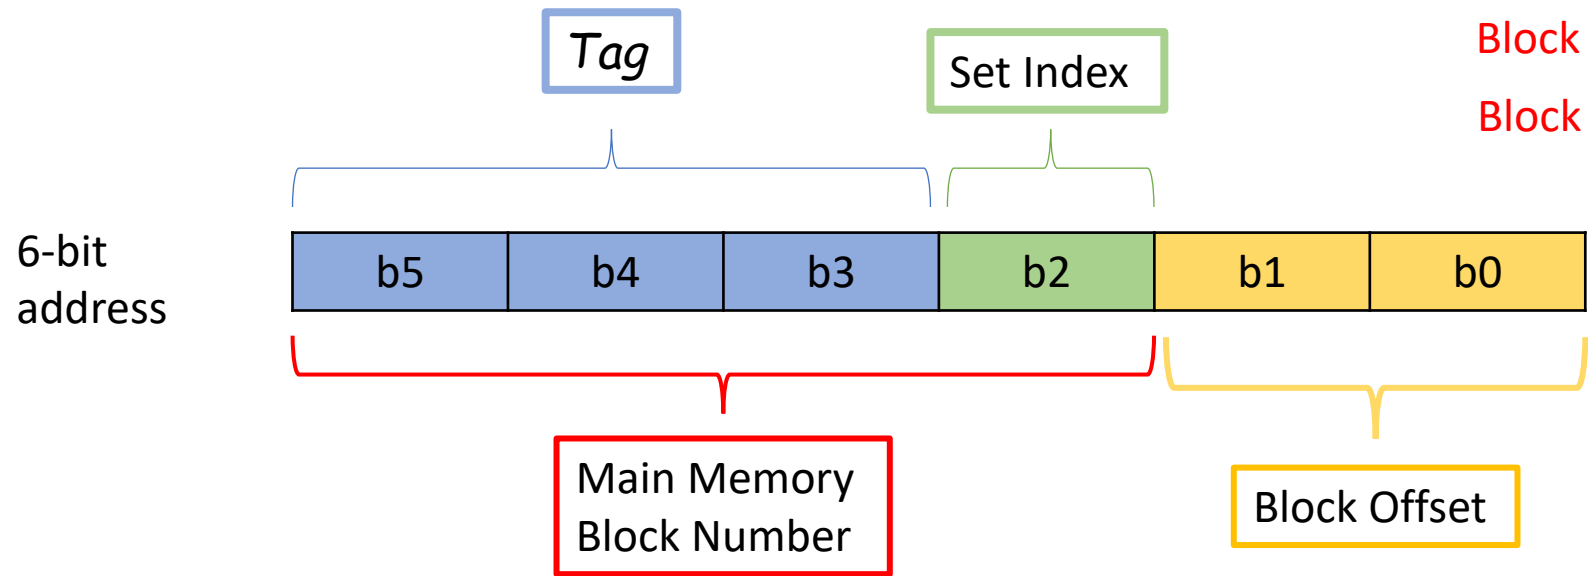 Tag
Set Index
Block
Block
6-bit
address
b5 b4 b3 b2 b1 b0
Main Memory
Block Number
Block Offset